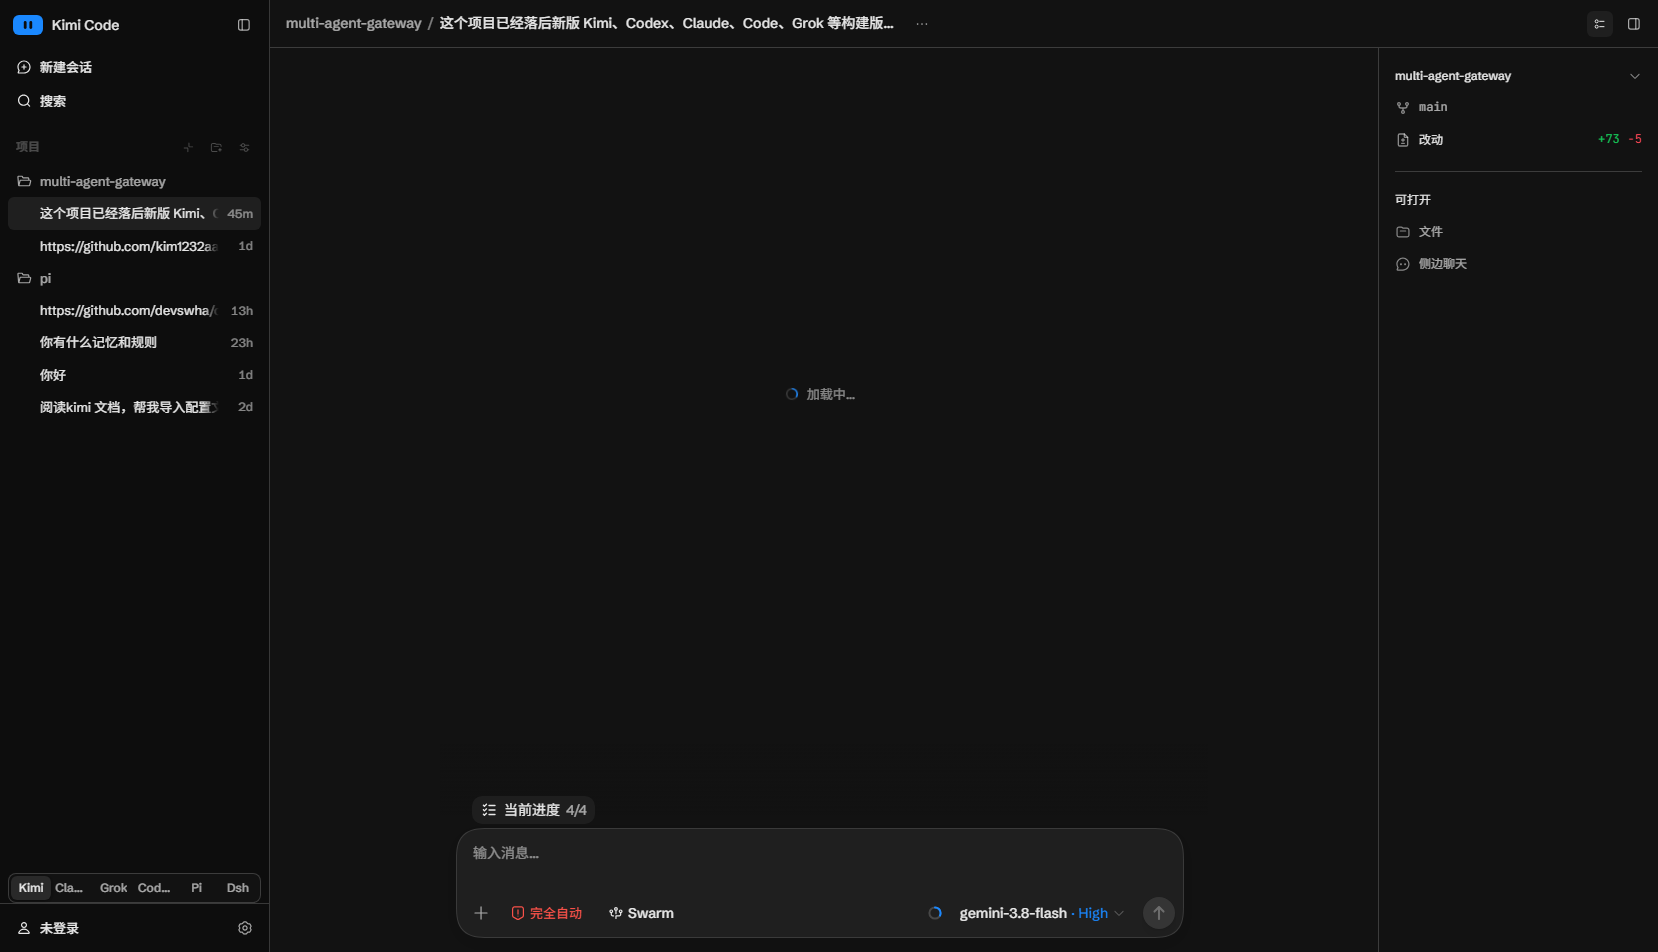 Kimi Code
新建会话
搜索
项目
multi-agent-gateway
这个项目已经落后新版 Kimi、 45m
https://github.com/kim1232aa 1d
pi
https://github.com/devswha/ 13h
你有什么记忆和规则 23h
你好 1d
阅读kimi 文档，帮我导入配置 2d
Kimi Cla... Grok Cod... Pi Dsh
未登录
multi-agent-gateway / 这个项目已经落后新版 Kimi、Codex、Claude、Code、Grok 等构建版... ...
加载中...
当前进度 4/4
输入消息...
完全自动 Swarm gemini-3.8-flash · High
multi-agent-gateway
main
改动 +73 -5
可打开
文件
侧边聊天